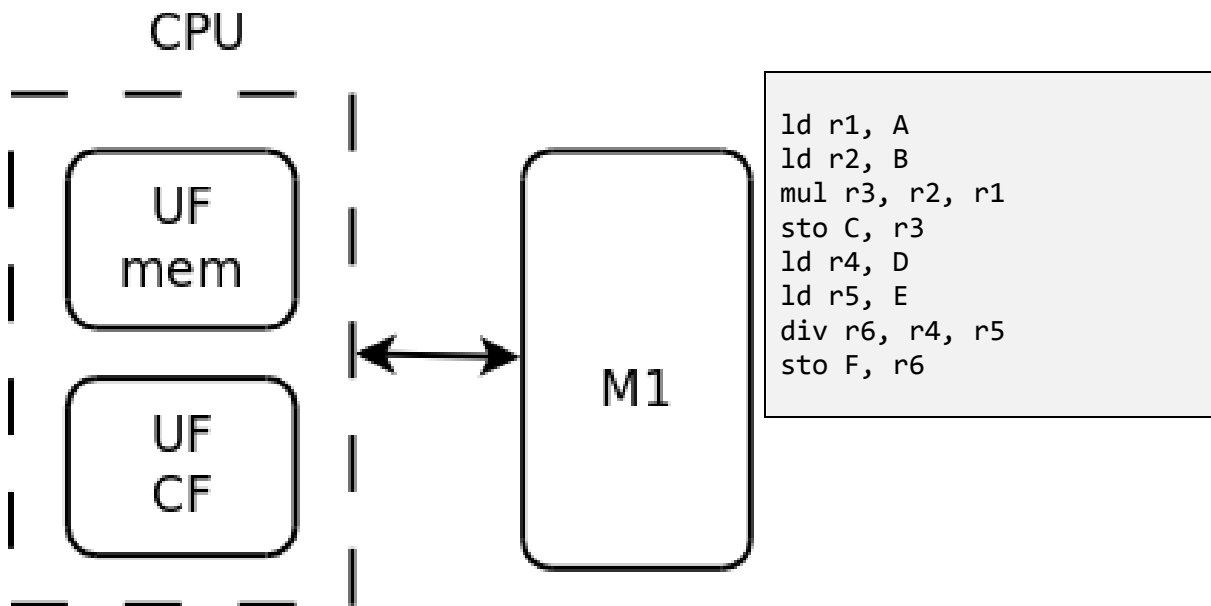 CPU
UF
mem
UF
CF
M1
ld r1, A
ld r2, B
mul r3, r2, r1
sto C, r3
ld r4, D
ld r5, E
div r6, r4, r5
sto F, r6